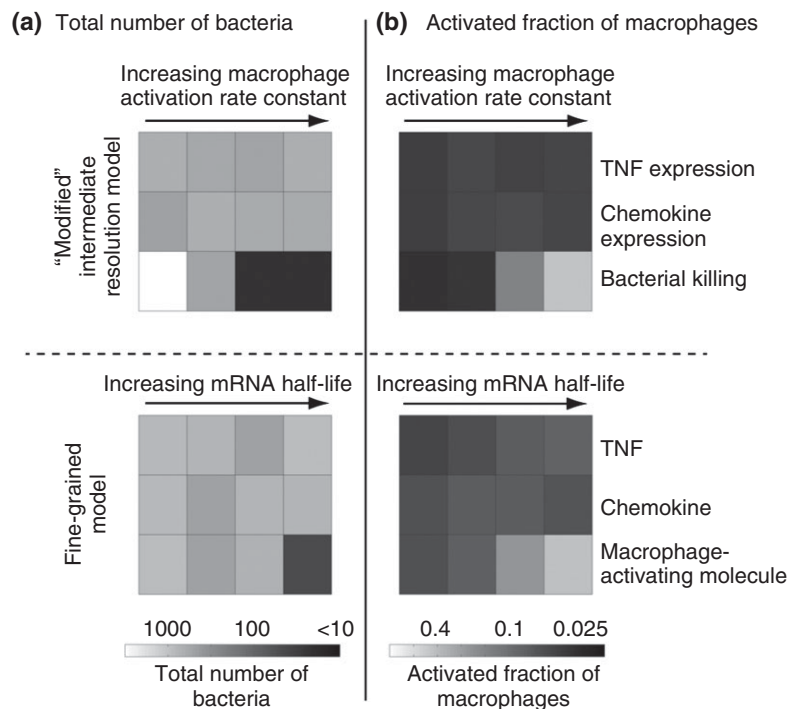 (a) Total number of bacteria
(b) Activated fraction of macrophages
Increasing macrophage
activation rate constant
Increasing macrophage
activation rate constant
“Modified”
intermediate
resolution model
TNF expression
Chemokine
expression
Bacterial killing
Increasing mRNA half-life
Increasing mRNA half-life
Fine-grained
model
TNF
Chemokine
Macrophage-
activating molecule
1000 100 <10
Total number of
bacteria
0.4 0.1 0.025
Activated fraction of
macrophages